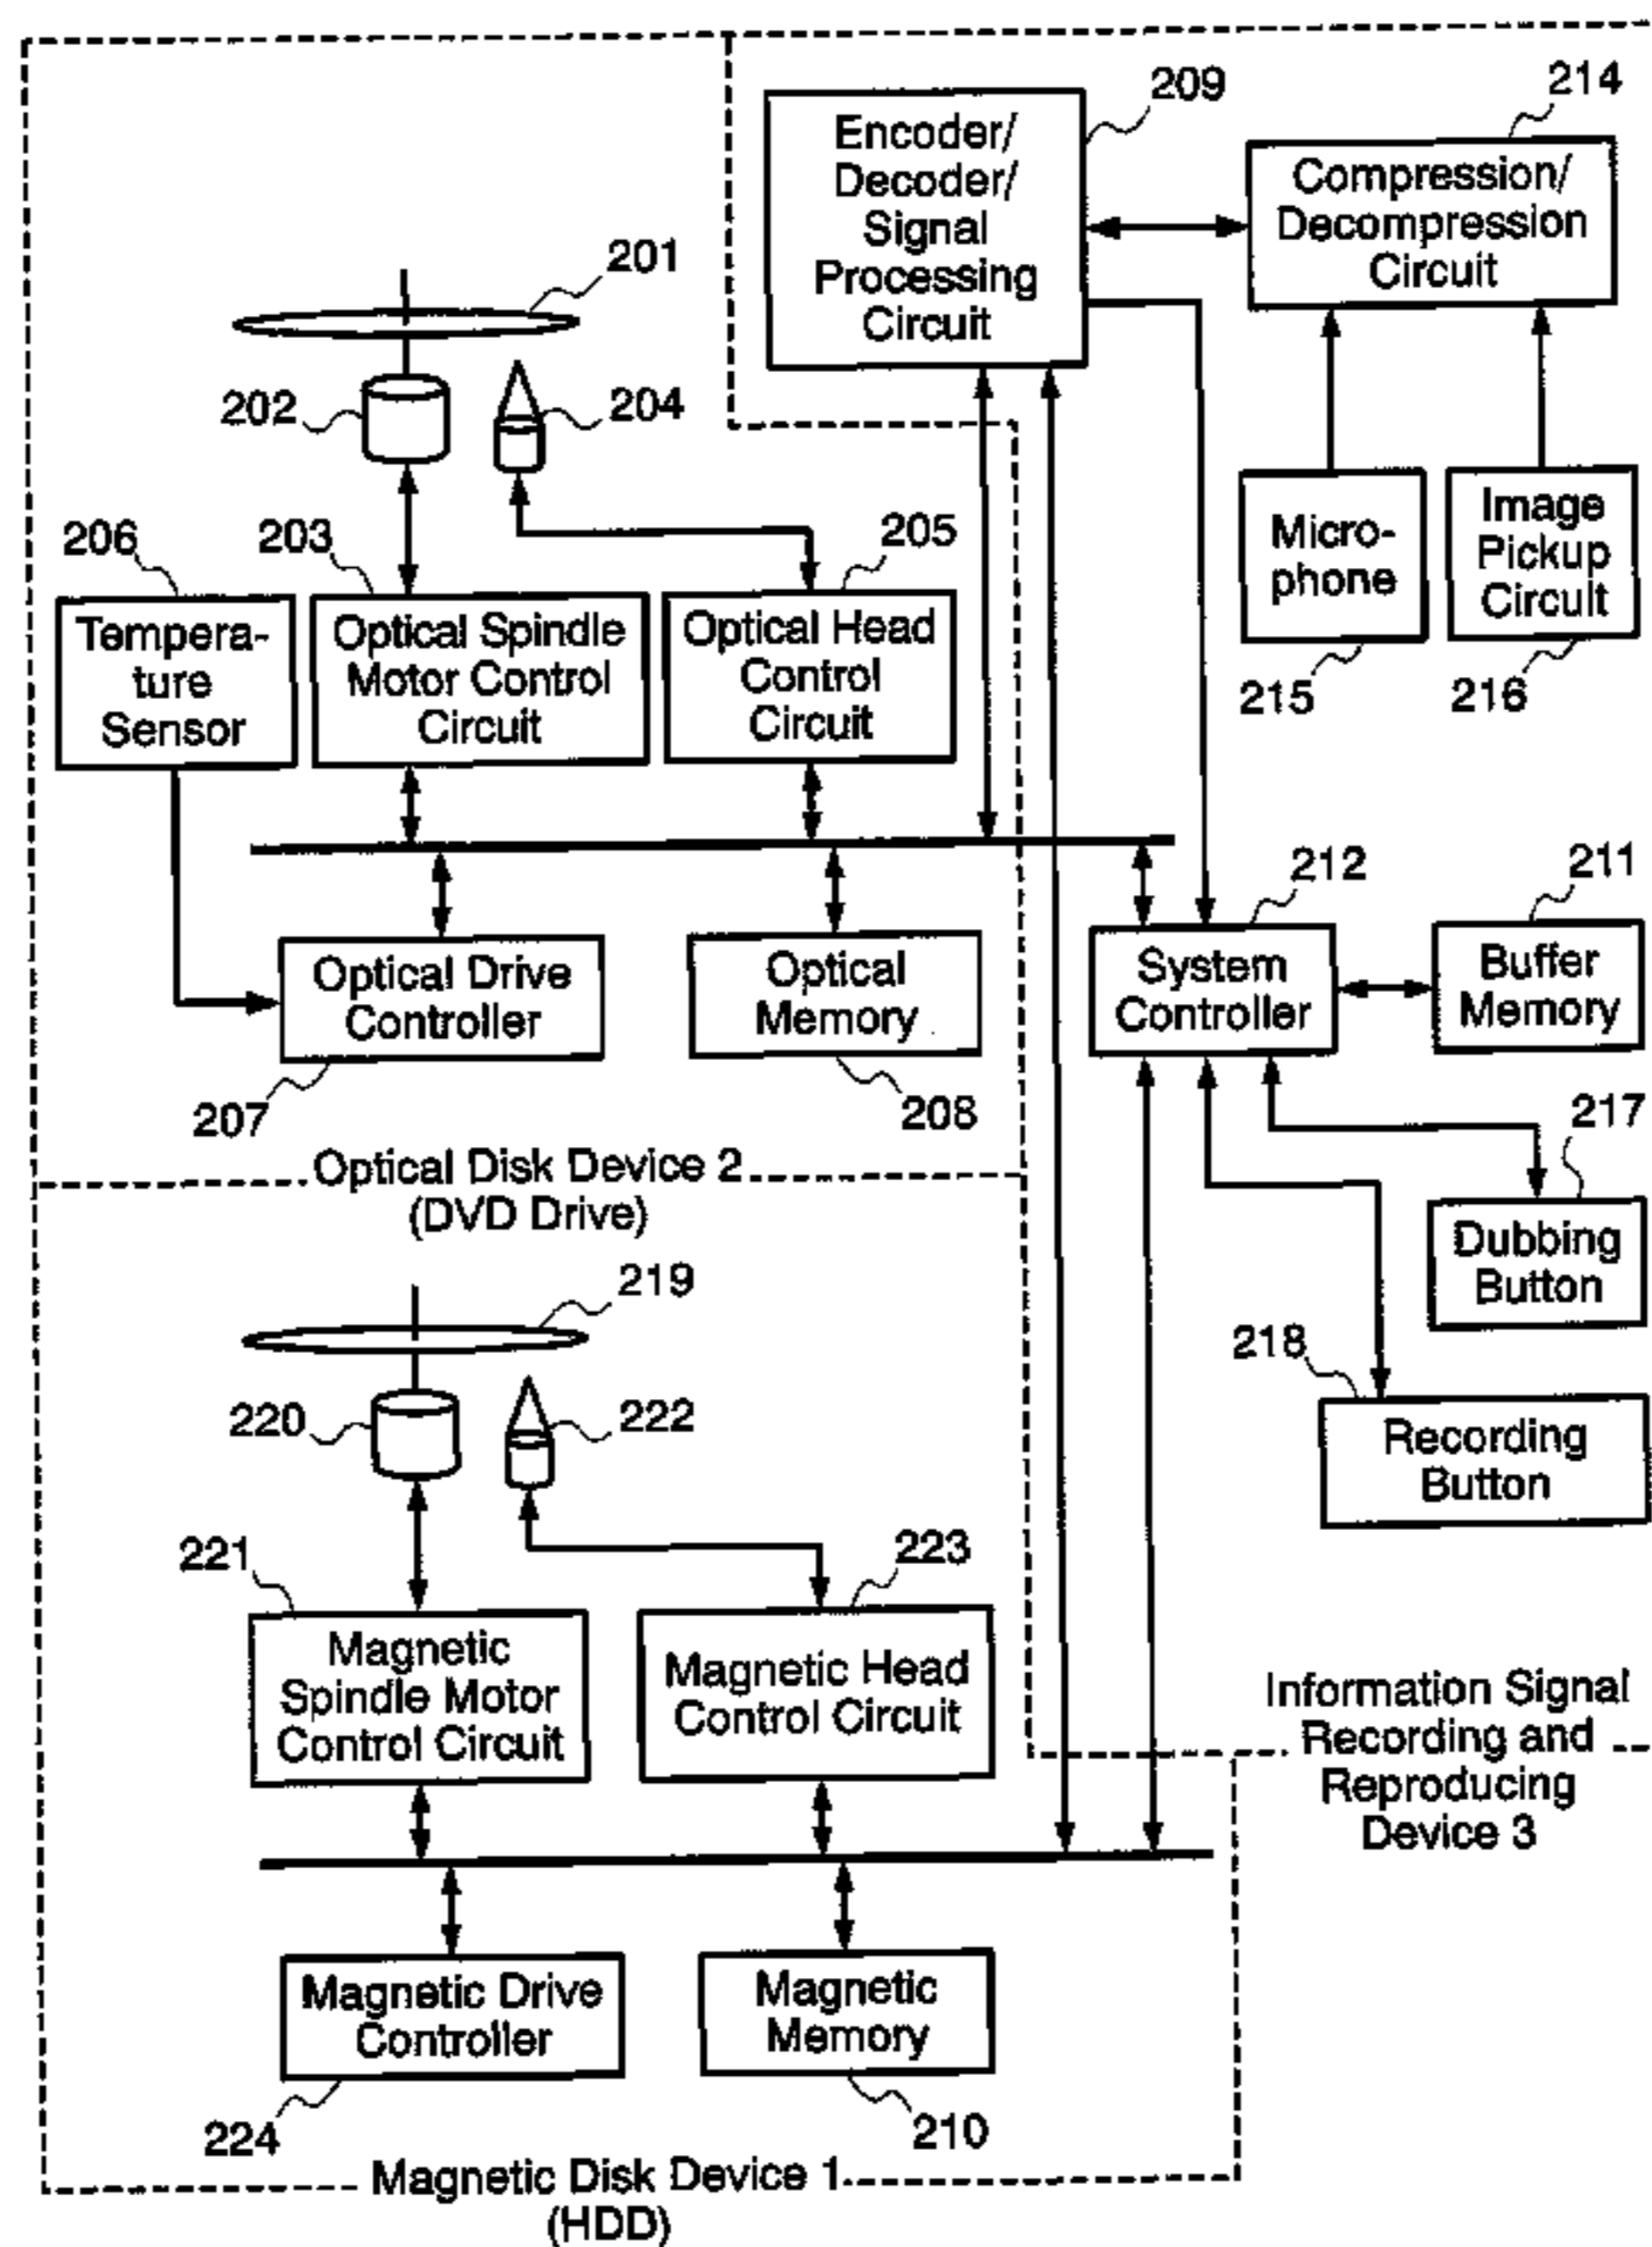 209
214
Encoder/
Decoder/
Signal
Processing
Circuit
Compression/
Decompression
Circuit
201
202
204
206
203
205
Micro-
phone
Image
Pickup
Circuit
Tempera-
ture
Sensor
Optical Spindle
Motor Control
Circuit
Optical Head
Control
Circuit
215
216
212
211
Optical Drive
Controller
Optical
Memory
System
Controller
Buffer
Memory
207
208
217
Optical Disk Device 2
(DVD Drive)
Dubbing
Button
219
218
220
222
Recording
Button
221
223
Magnetic
Spindle Motor
Control Circuit
Magnetic Head
Control Circuit
Information Signal
Recording and
Reproducing
Device 3
Magnetic Drive
Controller
Magnetic
Memory
224
210
Magnetic Disk Device 1
(HDD)